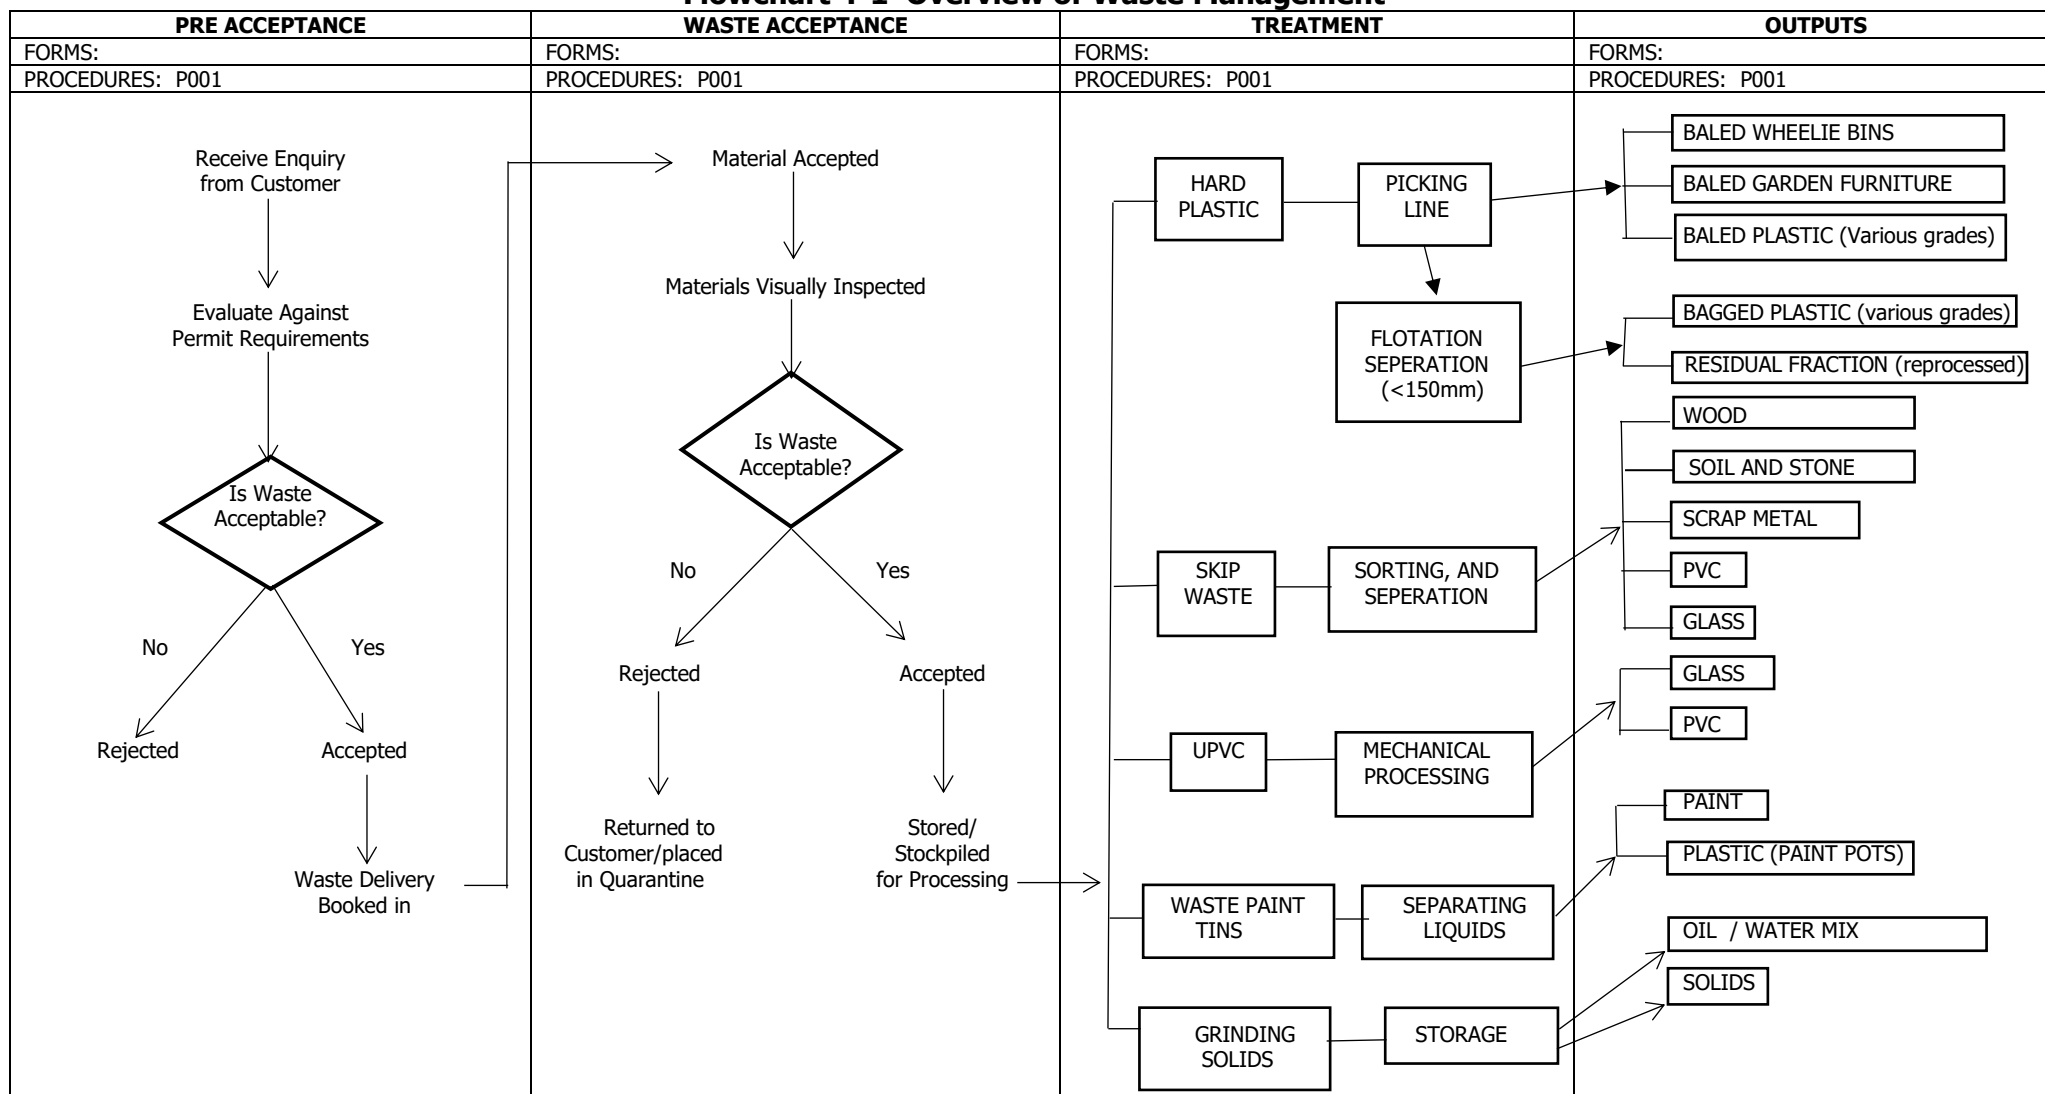 PRE ACCEPTANCE
WASTE ACCEPTANCE
TREATMENT
OUTPUTS
FORMS:
FORMS:
FORMS:
FORMS:
PROCEDURES: P001
PROCEDURES: P001
PROCEDURES: P001
PROCEDURES: P001
Receive Enquiry
from Customer
Evaluate Against
Permit Requirements
Is Waste
Acceptable?
No
Yes
Rejected
Accepted
Waste Delivery
Booked in
Material Accepted
Materials Visually Inspected
Is Waste
Acceptable?
No
Yes
Rejected
Accepted
Returned to
Customer/placed
in Quarantine
Stored/
Stockpiled
for Processing
HARD
PLASTIC
PICKING
LINE
FLOTATION
SEPERATION
(<150mm)
SKIP
WASTE
SORTING, AND
SEPERATION
UPVC
MECHANICAL
PROCESSING
WASTE PAINT
TINS
SEPARATING
LIQUIDS
GRINDING
SOLIDS
STORAGE
BALED WHEELIE BINS
BALED GARDEN FURNITURE
BALED PLASTIC (Various grades)
BAGGED PLASTIC (various grades)
RESIDUAL FRACTION (reprocessed)
WOOD
SOIL AND STONE
SCRAP METAL
PVC
GLASS
GLASS
PVC
PAINT
PLASTIC (PAINT POTS)
OIL / WATER MIX
SOLIDS